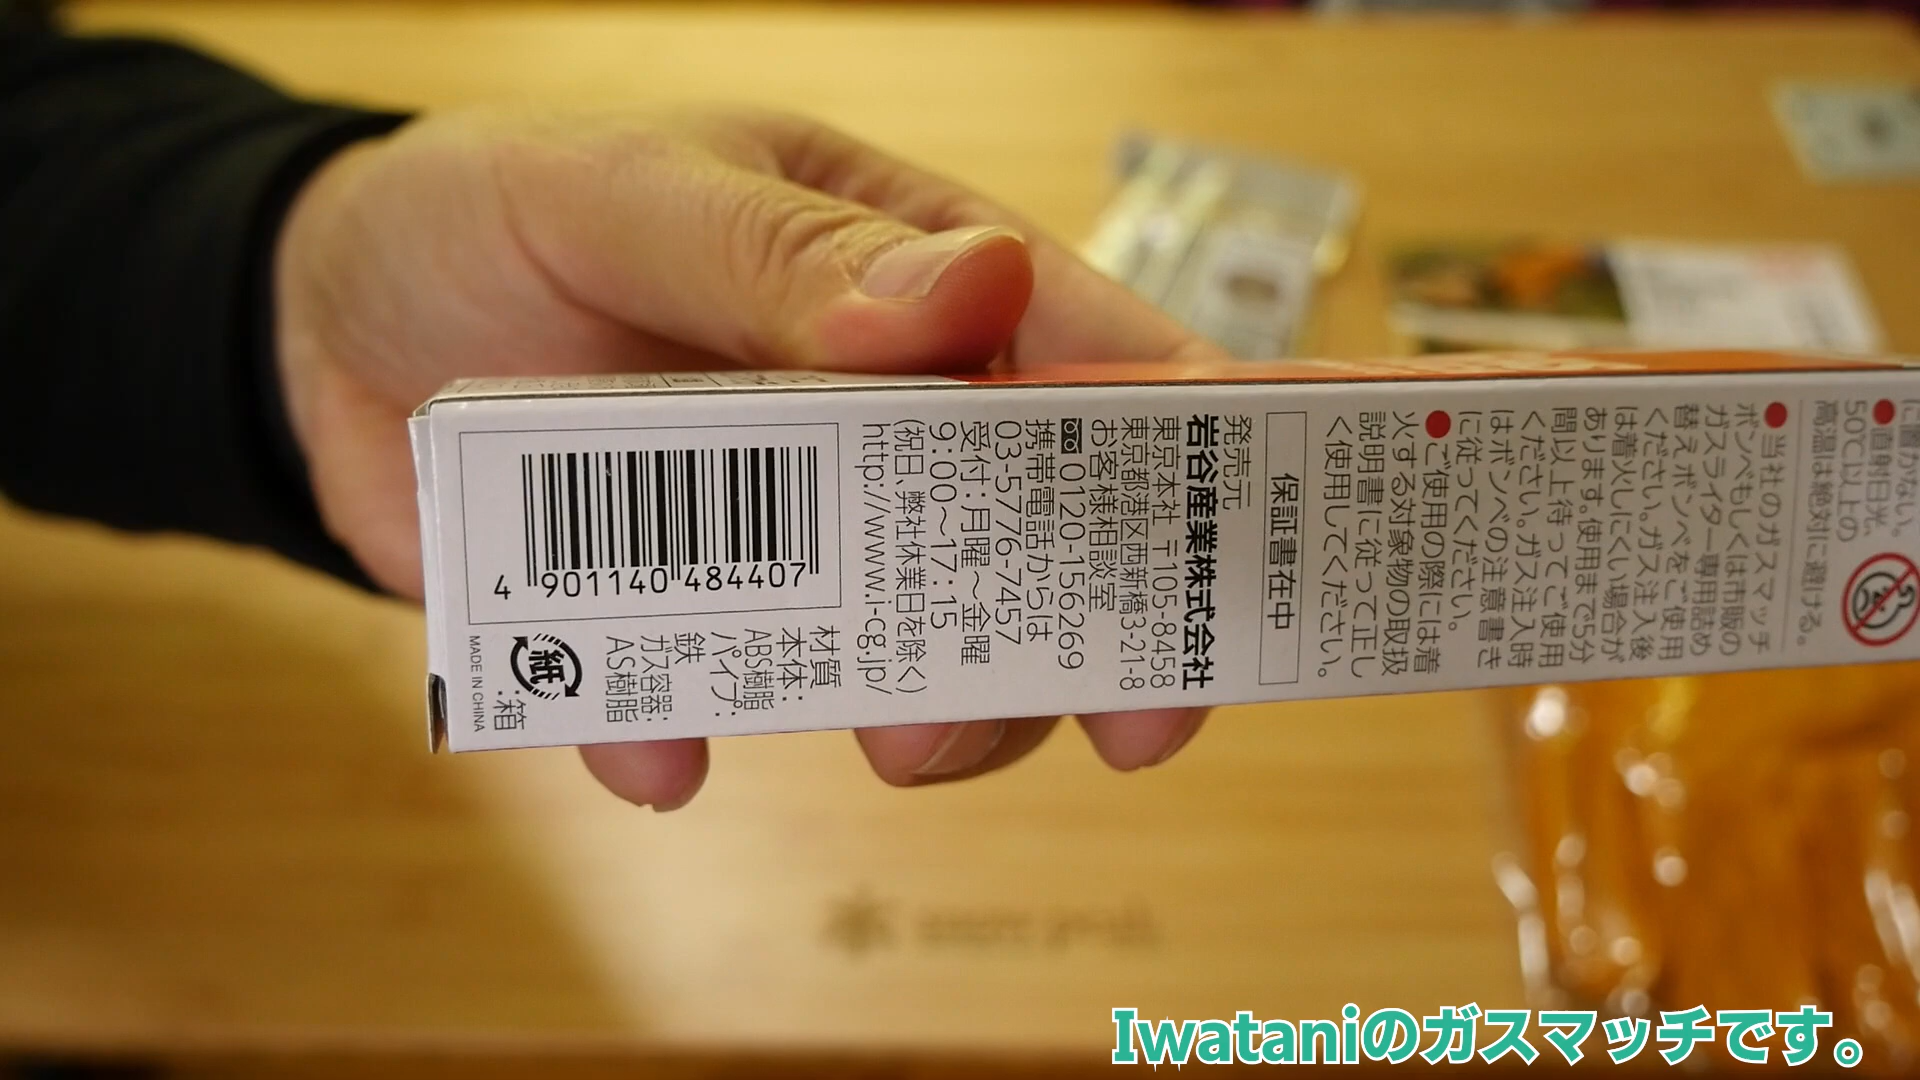 に置かない。
●直射日光、
50℃以上の
高温は絶対に避ける。
●当社のガスマッチ
ボンベもしくは市販の
ガスライター専用詰め
替えボンベをご使用
ください。ガス注入後
は着火しにくい場合が
あります。使用まで5分
間以上待ってご使用
ください。ガス注入時
はボンベの注意書き
に従ってください。
●ご使用の際には着
火する対象物の取扱
説明書に従って正し
く使用してください。
保証書在中
発売元
岩谷産業株式会社
東京本社 〒105-8458
東京都港区西新橋3-21-8
お客様相談室
0120-156269
携帯電話からは
03-5776-7457
受付:月曜～金曜
9:00～17:15
(祝日、弊社休業日を除く)
http://www.i-cg.jp/
4 901140 484407
材質
本体:
ABS樹脂
パイプ:
鉄
ガス容器:
AS樹脂
紙 :箱
MADE IN CHINA
Iwataniのガスマッチです。